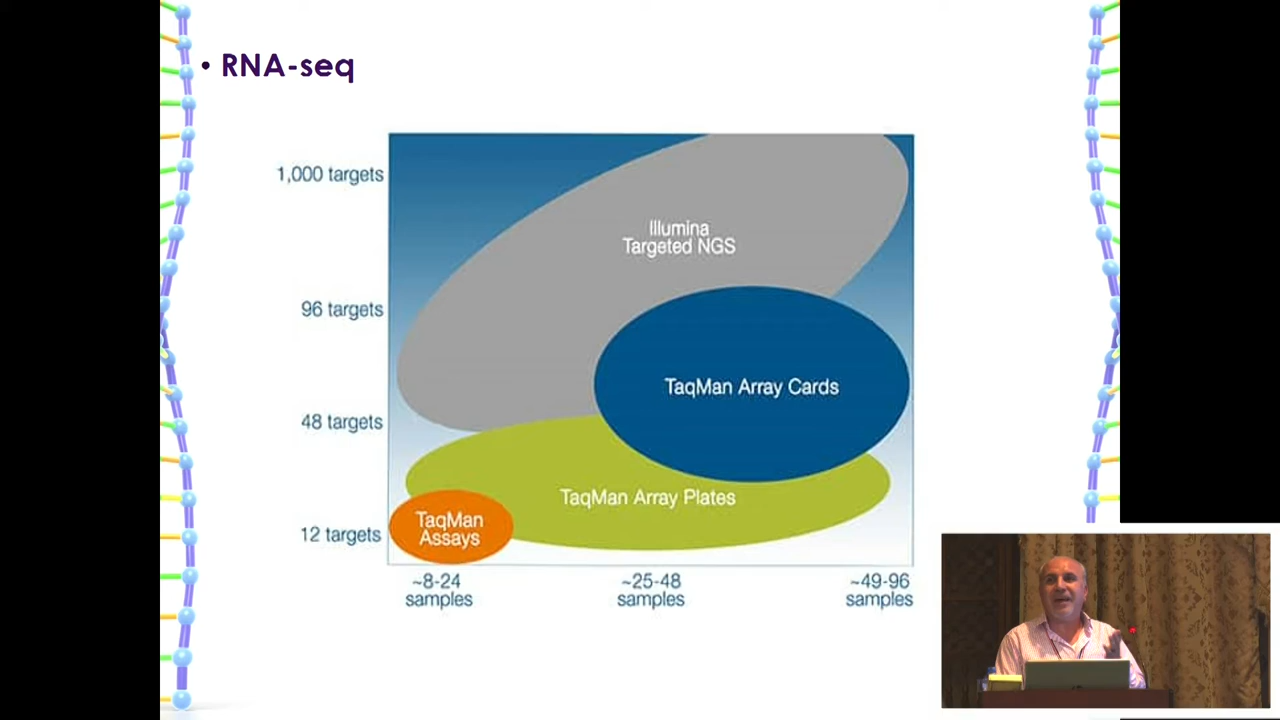 • RNA-seq
1,000 targets
96 targets
48 targets
12 targets
Illumina
Targeted NGS
TaqMan Array Cards
TaqMan Array Plates
TaqMan
Assays
~8-24
samples
~25-48
samples
~49-96
samples